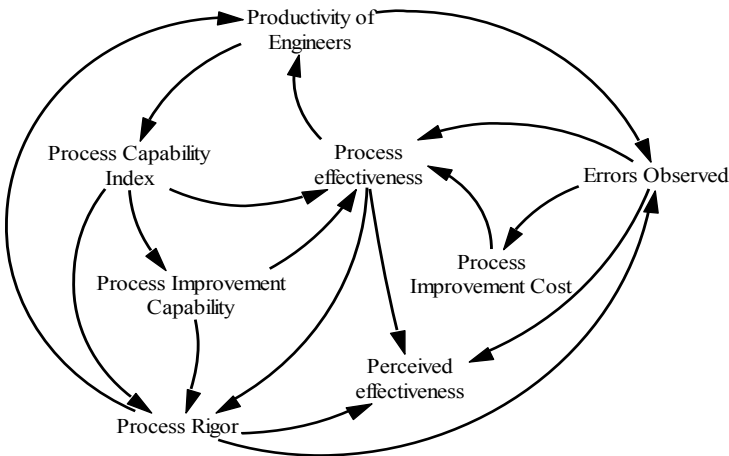 Productivity of
Engineers
Process Capability
Index
Process
effectiveness
Errors Observed
Process
Improvement Cost
Process Improvement
Capability
Perceived
effectiveness
Process Rigor